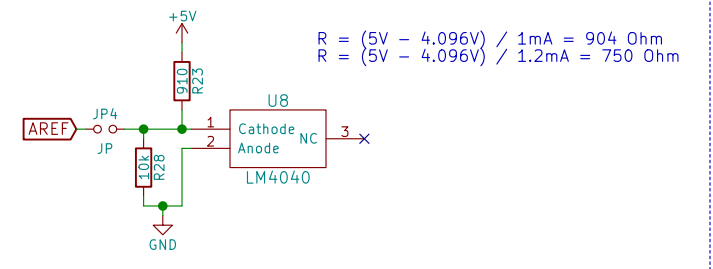 +5V
R = (5V - 4.096V) / 1mA = 904 Ohm
R = (5V - 4.096V) / 1.2mA = 750 Ohm
910
R23
U8
JP4
AREF
JP
1
Cathode
2
Anode
NC
3
10k
R28
LM4040
GND